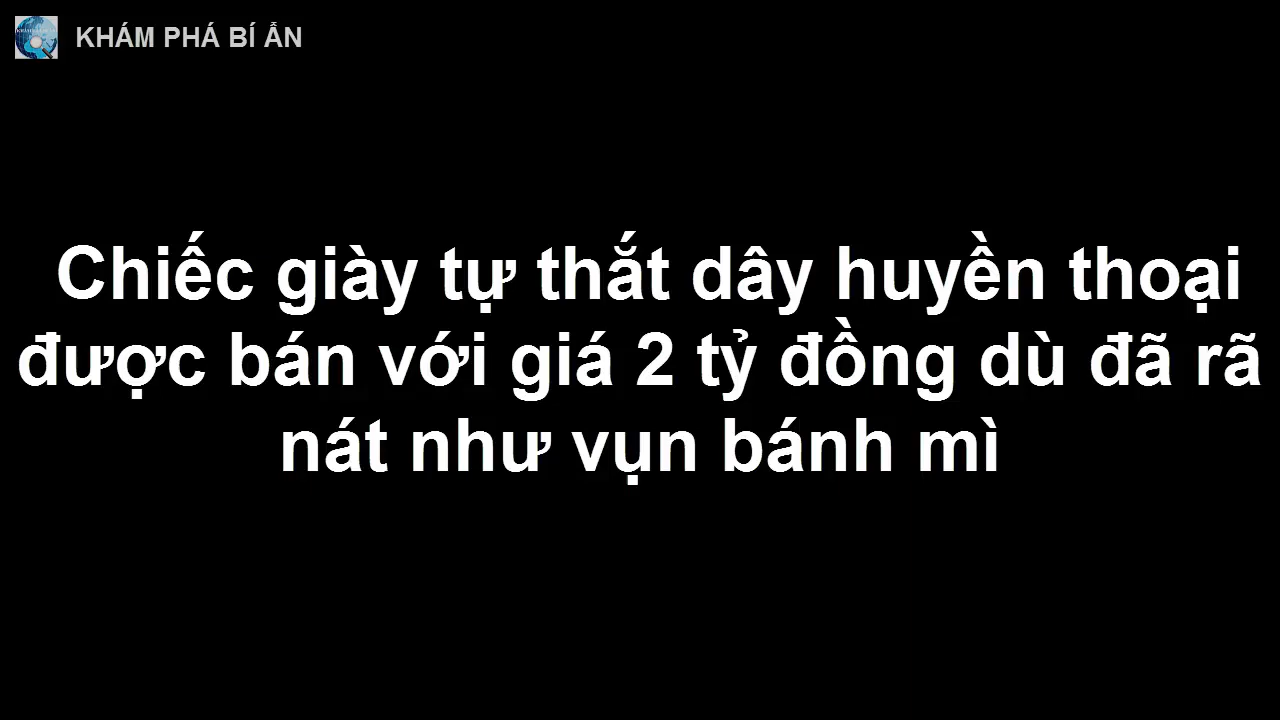 KHÁM PHÁ BÍ ẨN
Chiếc giày tự thắt dây huyền thoại
được bán với giá 2 tỷ đồng dù đã rã
nát như vụn bánh mì